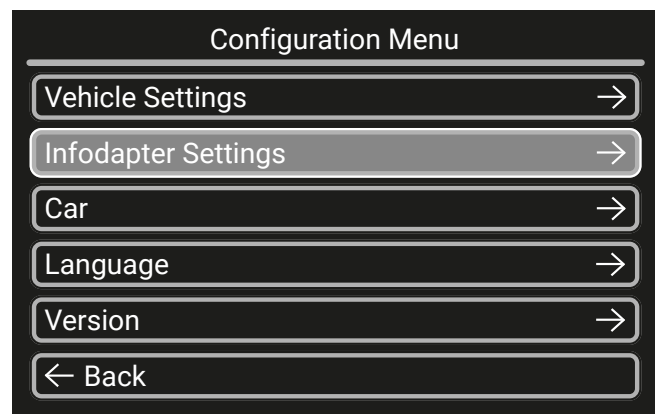 Configuration Menu
Vehicle Settings →
Infodapter Settings →
Car →
Language →
Version →
← Back